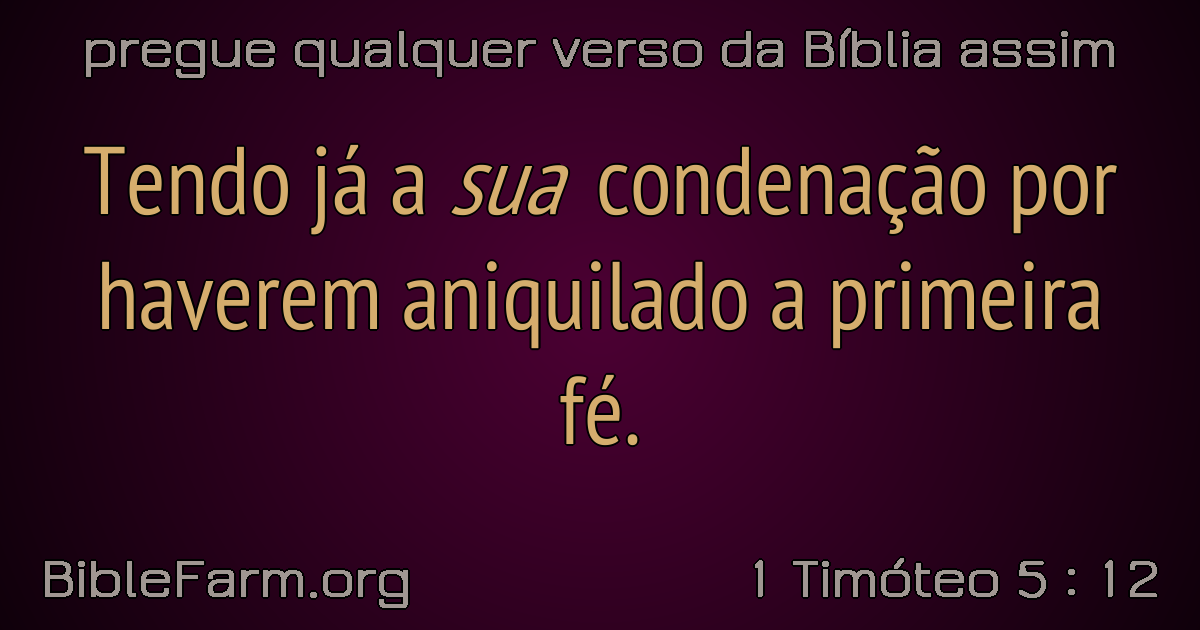 pregue qualquer verso da Bíblia assim
Tendo já a sua condenação por
haverem aniquilado a primeira
fé.
BibleFarm.org
1 Timóteo 5 : 12